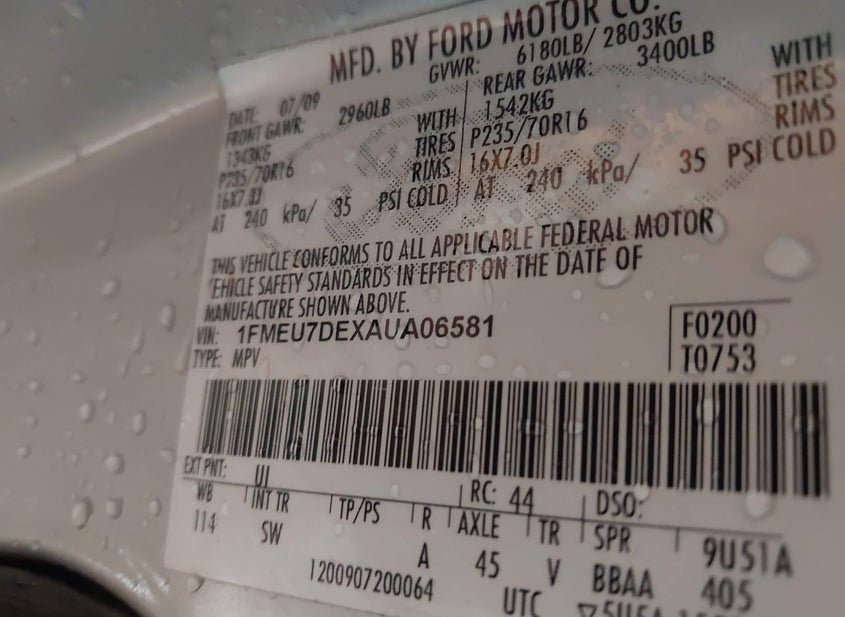 MFD. BY FORD MOTOR CO.
DATE: 07/09 GVWR: 6180LB/ 2803KG
FRONT GAWR: 2960LB REAR GAWR: 3400LB
1343KG WITH 1542KG WITH
P235/70R16 TIRES P235/70R16 TIRES
16X7.0J RIMS 16X7.0J RIMS
AT 240 kPa/ 35 PSI COLD AT 240 kPa/ 35 PSI COLD
THIS VEHICLE CONFORMS TO ALL APPLICABLE FEDERAL MOTOR
VEHICLE SAFETY STANDARDS IN EFFECT ON THE DATE OF
MANUFACTURE SHOWN ABOVE.
VIN: 1FMEU7DEXAUA06581 F0200
TYPE: MPV T0753
EXT PNT: UI RC: 44 DSO:
WB INT TR TP/PS R AXLE TR SPR 9U51A
114 SW A 45 V BBAA 405
1200907200064 UTC